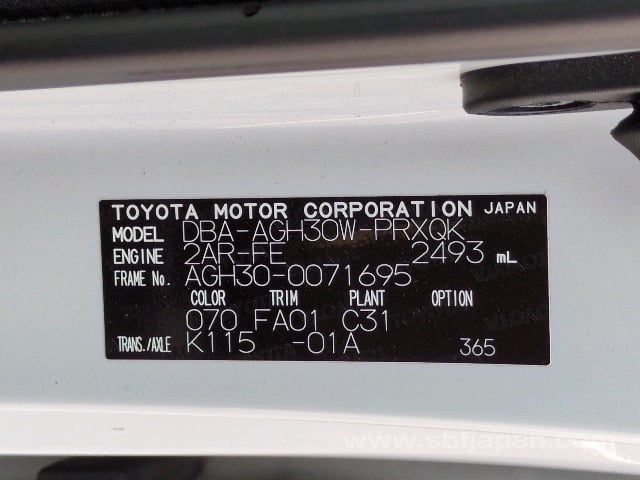 TOYOTA MOTOR CORPORATION JAPAN
MODEL DBA-AGH30W-PRXQK
ENGINE 2AR-FE 2493 mL
FRAME No. AGH30-0071695
COLOR TRIM PLANT OPTION
070 FA01 C31
TRANS./AXLE K115 -01A 365
www.sbtjapan.com